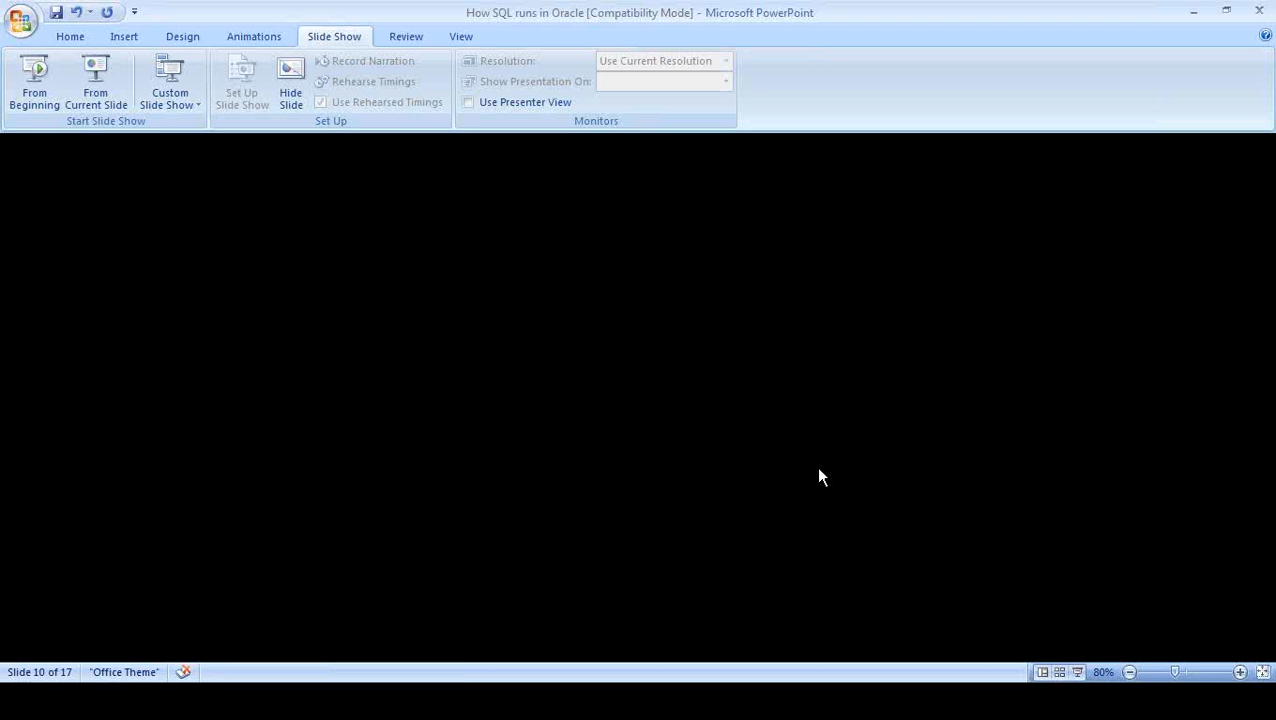 How SQL runs in Oracle [Compatibility Mode] - Microsoft PowerPoint
Home Insert Design Animations Slide Show Review View
From Beginning
From Current Slide
Custom Slide Show
Start Slide Show
Set Up Slide Show
Hide Slide
Record Narration
Rehearse Timings
Use Rehearsed Timings
Set Up
Resolution: Use Current Resolution
Show Presentation On:
Use Presenter View
Monitors
Slide 10 of 17 "Office Theme" 80%